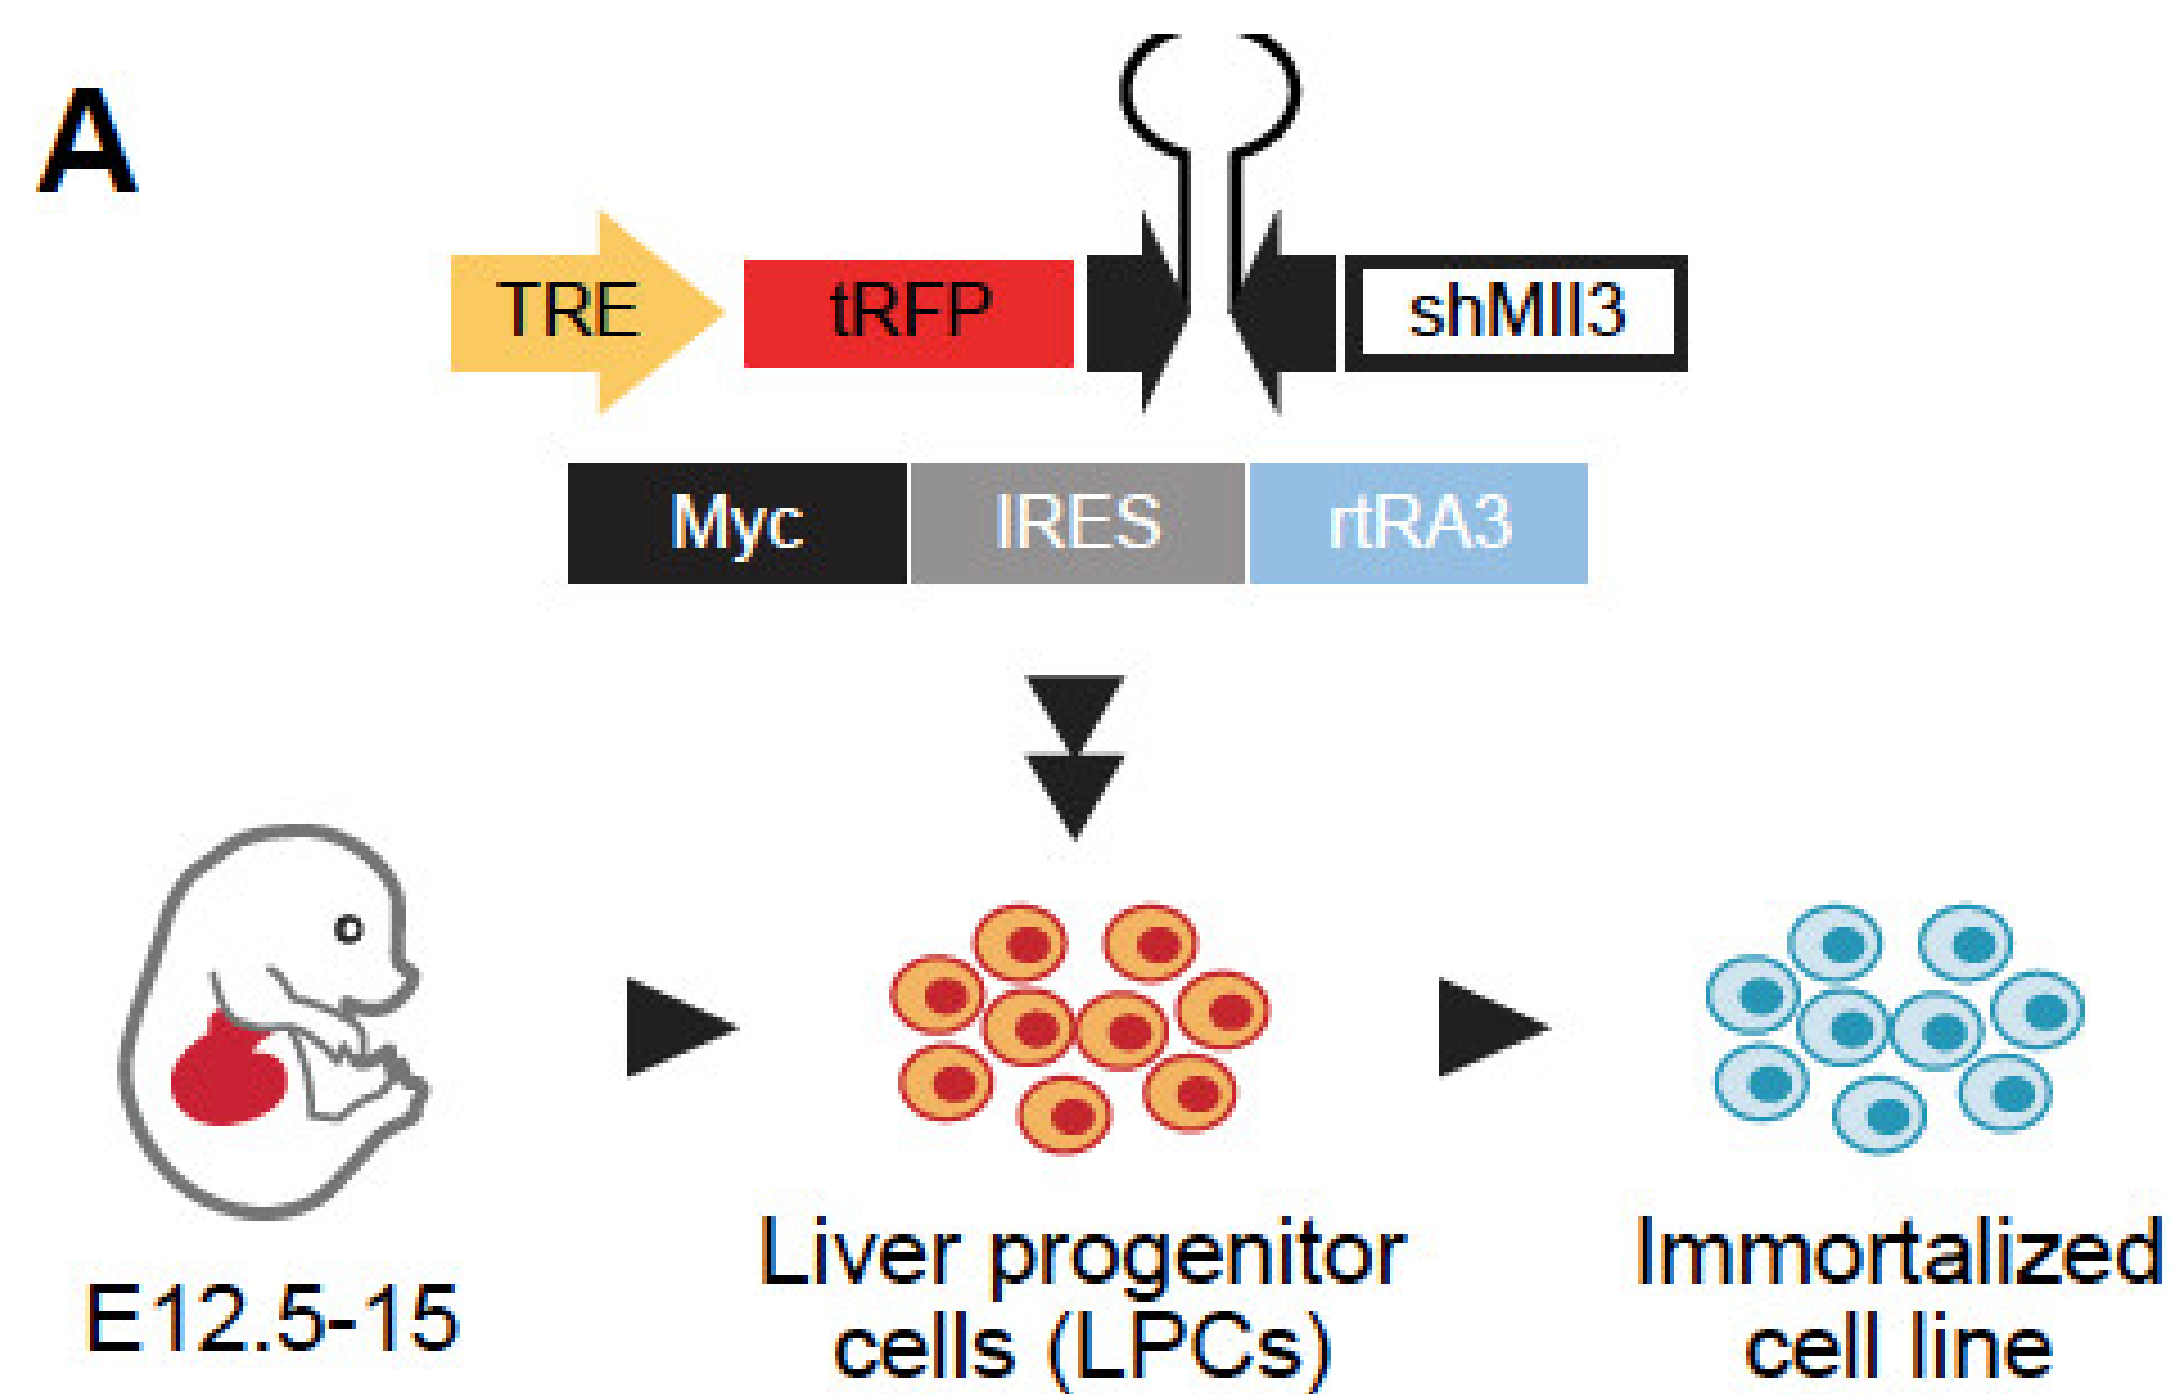 A
TRE tRFP shMll3
Myc IRES rtRA3
E12.5-15
Liver progenitor
cells (LPCs)
Immortalized
cell line